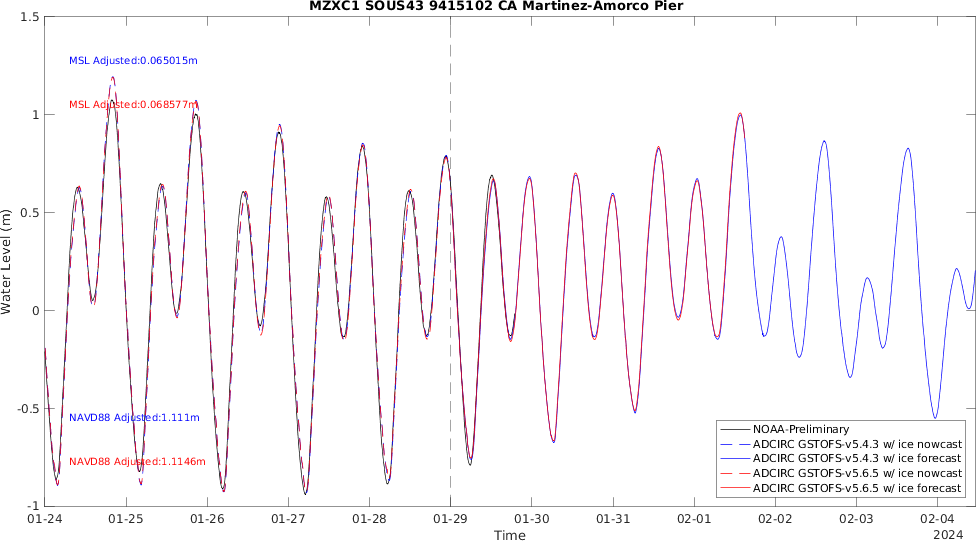 MZXC1 SOUS43 9415102 CA Martinez-Amorco Pier
1.5
1
0.5
0
-0.5
-1
Water Level (m)
MSL Adjusted:0.065015m
MSL Adjusted:0.068577m
NAVD88 Adjusted:1.111m
NAVD88 Adjusted:1.1146m
NOAA-Preliminary
ADCIRC GSTOFS-v5.4.3 w/ ice nowcast
ADCIRC GSTOFS-v5.4.3 w/ ice forecast
ADCIRC GSTOFS-v5.6.5 w/ ice nowcast
ADCIRC GSTOFS-v5.6.5 w/ ice forecast
01-24 01-25 01-26 01-27 01-28 01-29 01-30 01-31 02-01 02-02 02-03 02-04
2024
Time